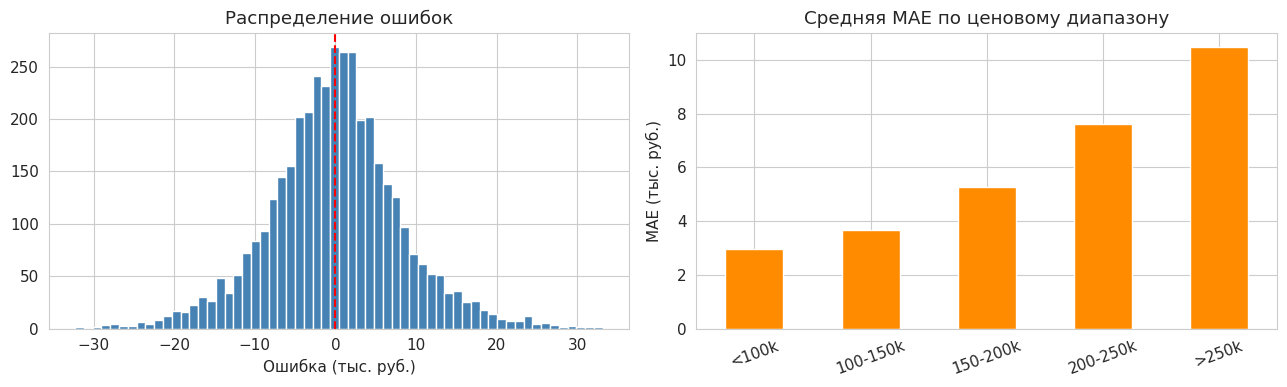 Распределение ошибок
250
200
150
100
50
0
−30
−20
−10
0
10
20
30
Ошибка (тыс. руб.)
Средняя MAE по ценовому диапазону
MAE (тыс. руб.)
10
8
6
4
2
0
<100k
100-150k
150-200k
200-250k
>250k